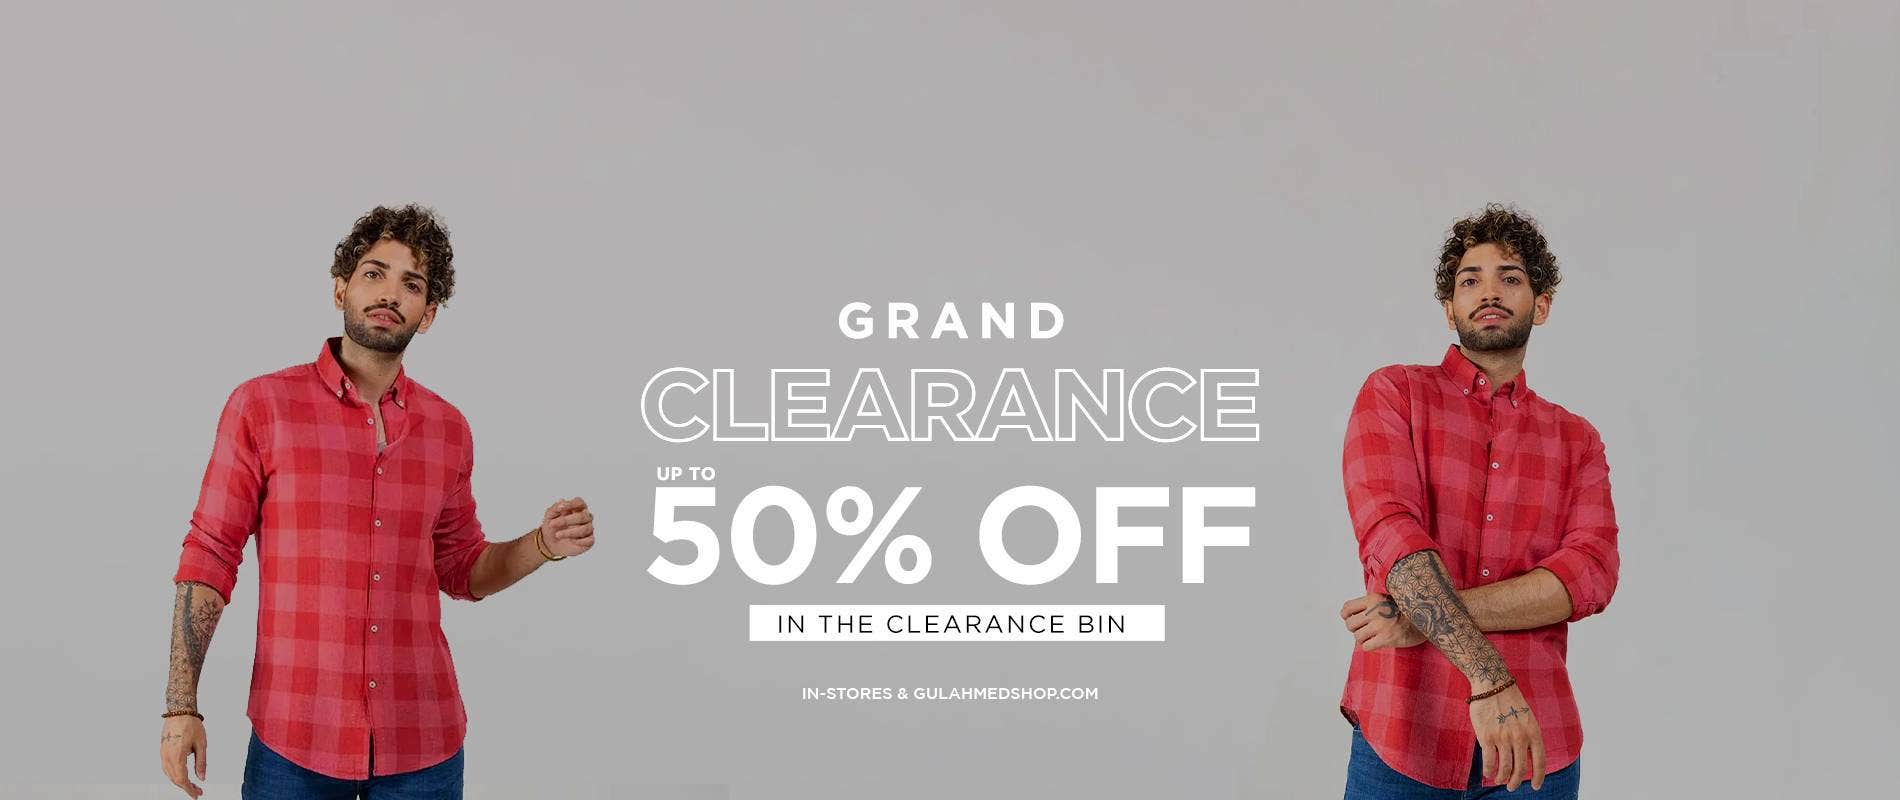 GRAND
CLEARANCE
UP TO
50% OFF
IN THE CLEARANCE BIN
IN-STORES & GULAHMEDSHOP.COM